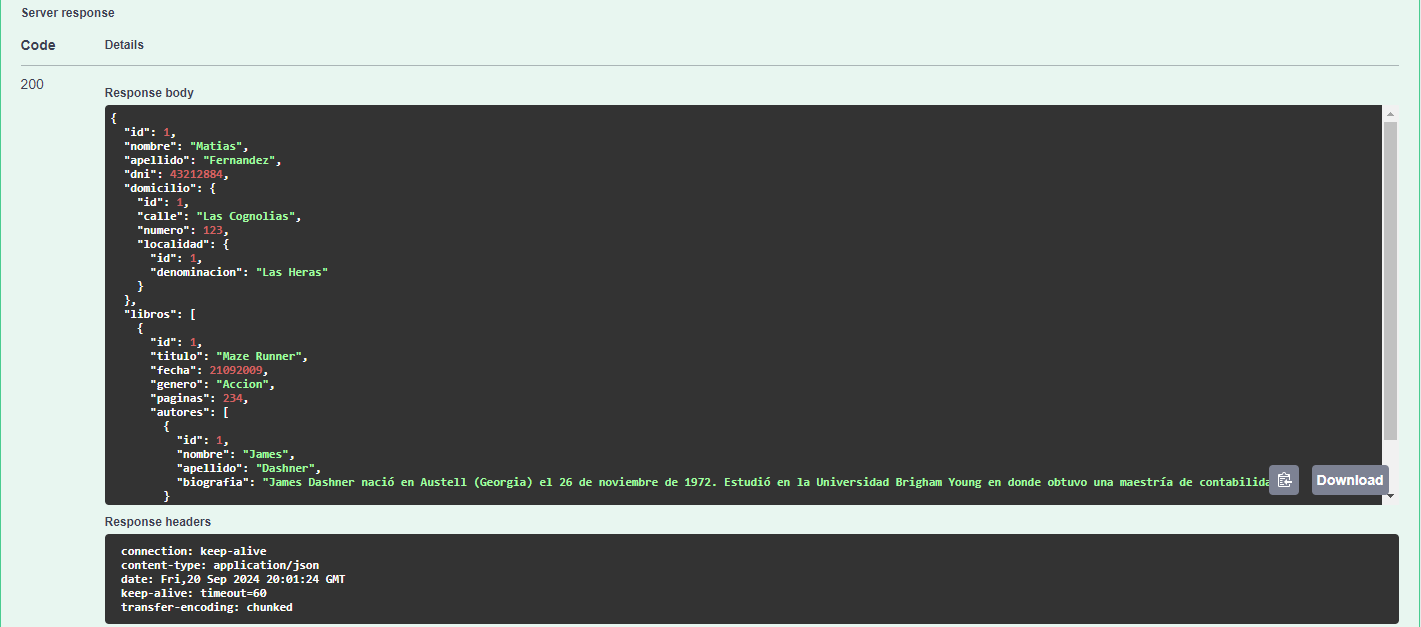 Server response
Code Details
200
Response body
{
  "id": 1,
  "nombre": "Matias",
  "apellido": "Fernandez",
  "dni": 43212884,
  "domicilio": {
    "id": 1,
    "calle": "Las Cognolias",
    "numero": 123,
    "localidad": {
      "id": 1,
      "denominacion": "Las Heras"
    }
  },
  "libros": [
    {
      "id": 1,
      "titulo": "Maze Runner",
      "fecha": 21092009,
      "genero": "Accion",
      "paginas": 234,
      "autores": [
        {
          "id": 1,
          "nombre": "James",
          "apellido": "Dashner",
          "biografia": "James Dashner nació en Austell (Georgia) el 26 de noviembre de 1972. Estudió en la Universidad Brigham Young en donde obtuvo una maestría de contabilida
        }
Download
Response headers
connection: keep-alive
content-type: application/json
date: Fri,20 Sep 2024 20:01:24 GMT
keep-alive: timeout=60
transfer-encoding: chunked